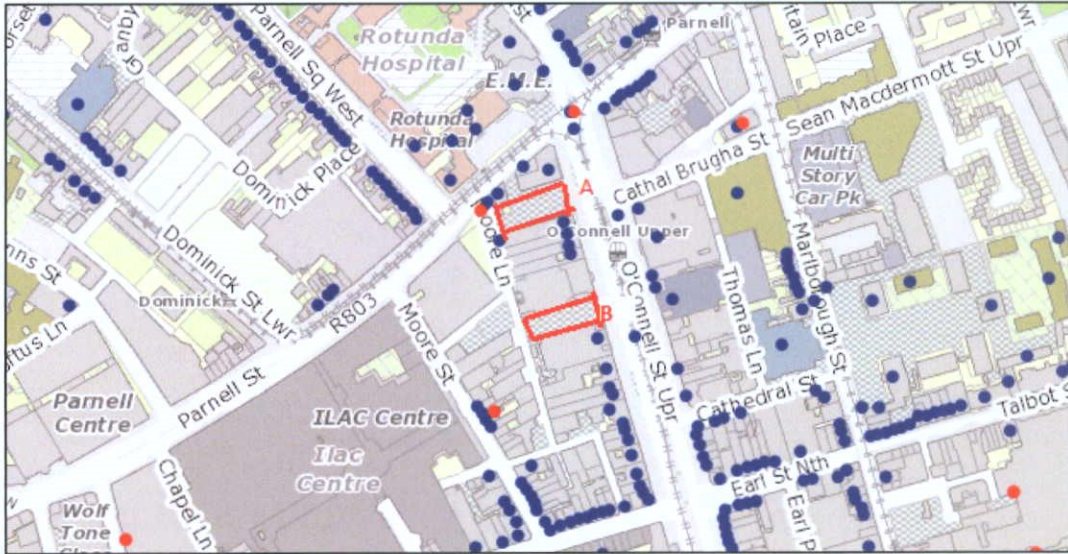 Parnell Sq West
Rotunda
Hospital
E.M.E.
Rotunda
Hospital
Parnell
Place
Sean Macdermott St Upr
Cathal Brugha St
Multi
Story
Car Pk
Dominick Place
Dominick St Lwr
Dominick
R803
Parnell St
Moore Ln
A
O'Connell Upper
B
O'Connell St Upr
Thomas Ln
Marlborough St
Cathedral St
Talbot S
Earl St Nth
Earl P
Moore St
ILAC Centre
Ilac
Centre
Parnell
Centre
Chapel Ln
Wolf
Tone